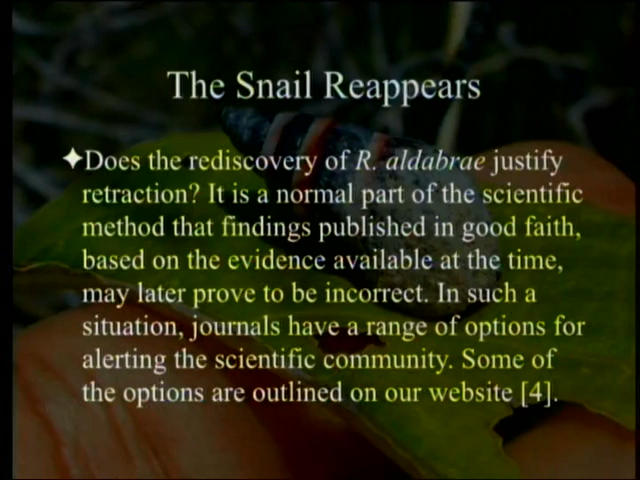 The Snail Reappears
✦Does the rediscovery of R. aldabrae justify
retraction? It is a normal part of the scientific
method that findings published in good faith,
based on the evidence available at the time,
may later prove to be incorrect. In such a
situation, journals have a range of options for
alerting the scientific community. Some of
the options are outlined on our website [4].